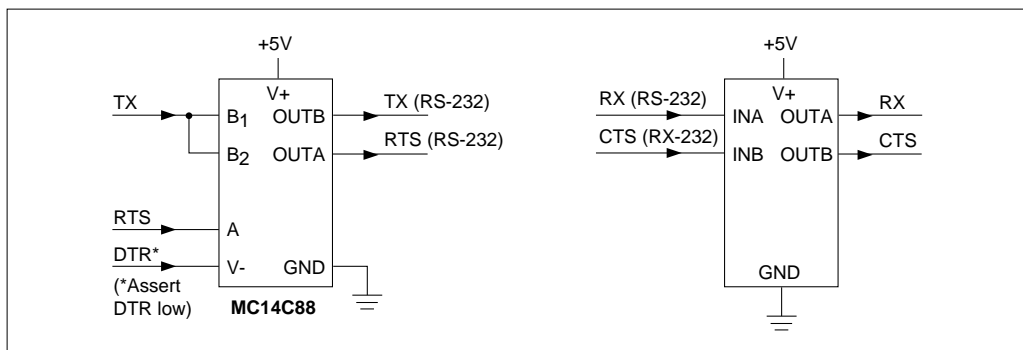 +5V
V+
TX
B1
OUTB
TX (RS-232)
B2
OUTA
RTS (RS-232)
RTS
A
DTR*
V-
GND
(*Assert
DTR low)
MC14C88
+5V
V+
RX (RS-232)
INA
OUTA
RX
CTS (RX-232)
INB
OUTB
CTS
GND